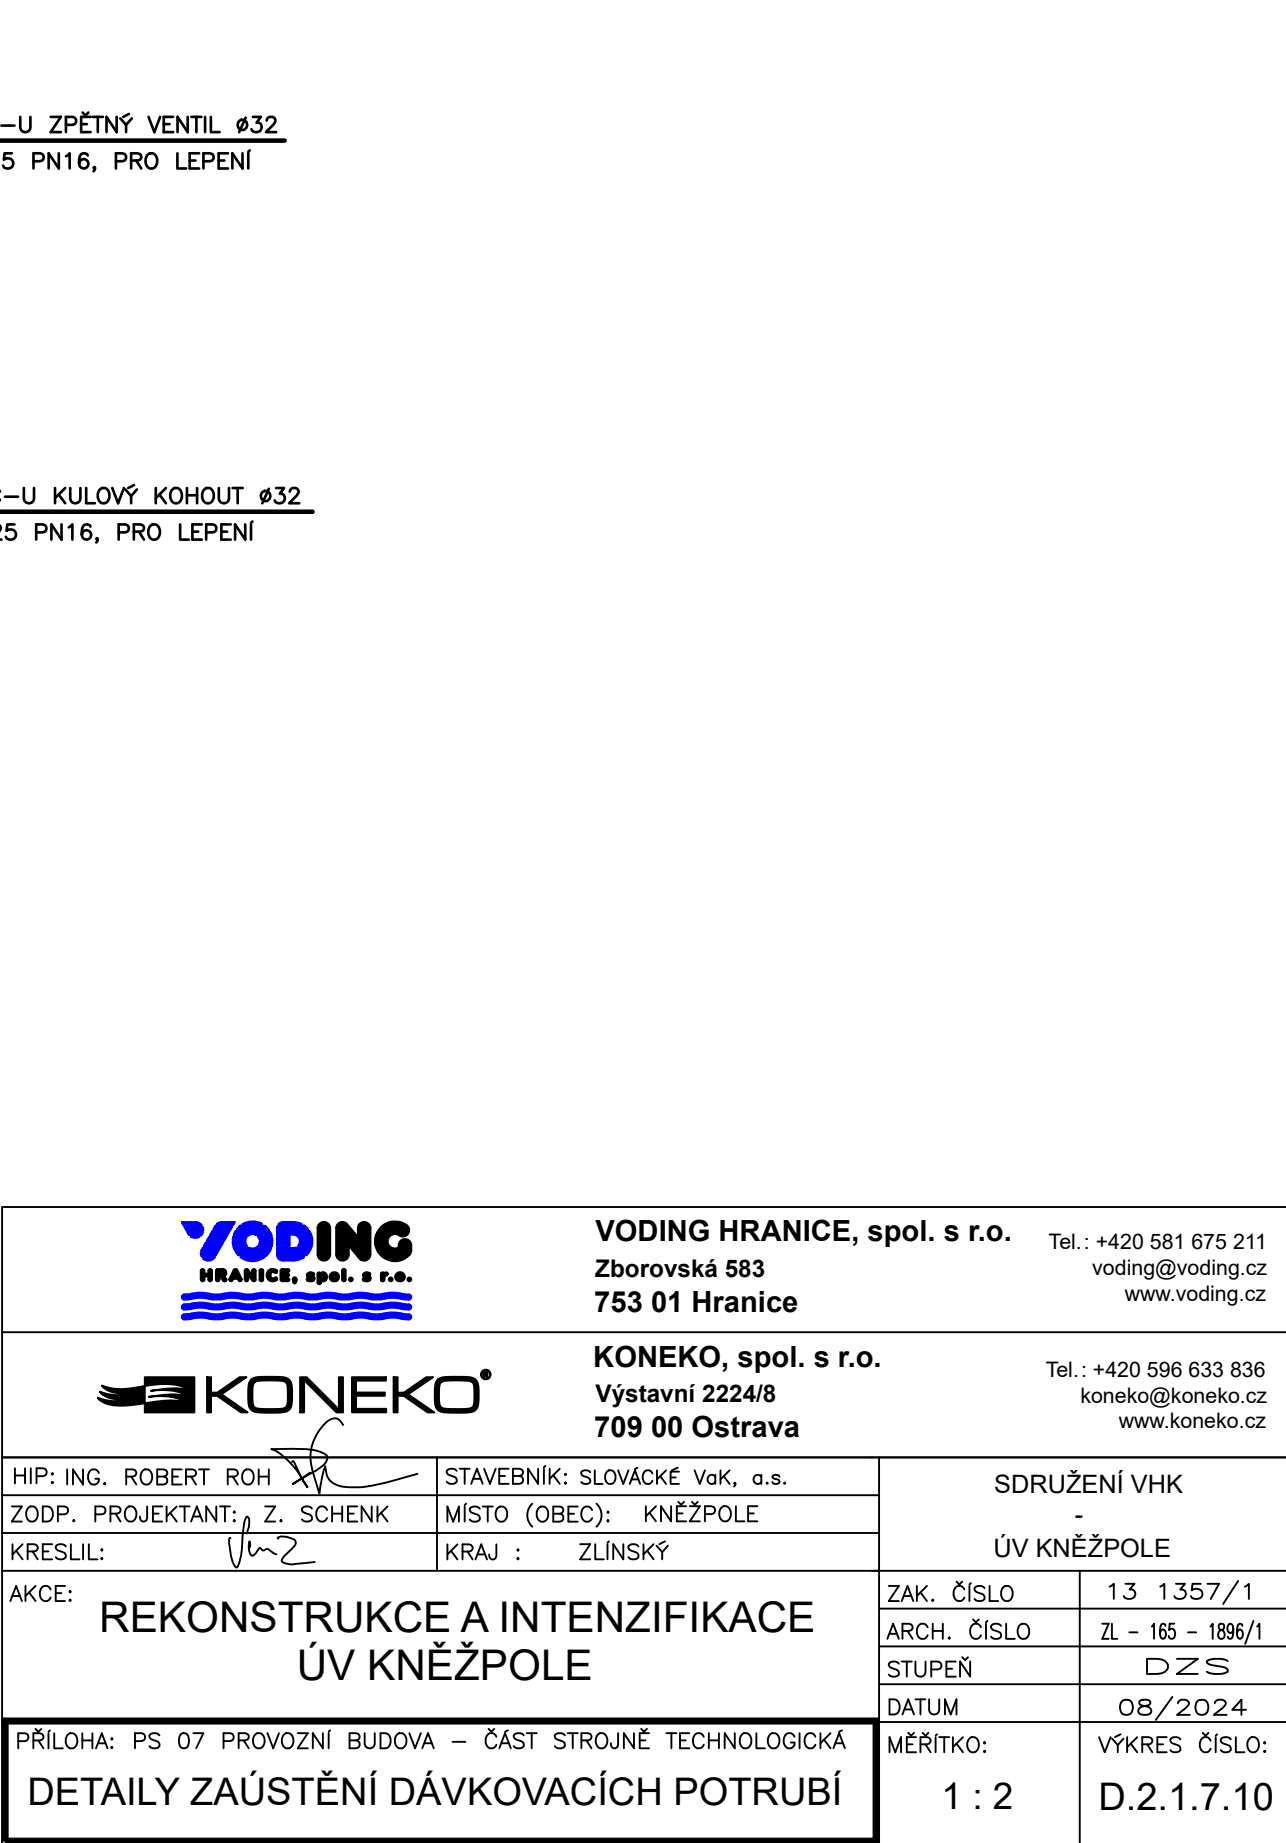 -U ZPĚTNÝ VENTIL ø32
5 PN16, PRO LEPENÍ
-U KULOVÝ KOHOUT ø32
25 PN16, PRO LEPENÍ
VODING
HRANICE, spol. s r.o.
VODING HRANICE, spol. s r.o.
Zborovská 583
753 01 Hranice
Tel.: +420 581 675 211
voding@voding.cz
www.voding.cz
KONEKO®
KONEKO, spol. s r.o.
Výstavní 2224/8
709 00 Ostrava
Tel.: +420 596 633 836
koneko@koneko.cz
www.koneko.cz
HIP: ING. ROBERT ROH
STAVEBNÍK: SLOVÁCKÉ VaK, a.s.
ZODP. PROJEKTANT: Z. SCHENK
MÍSTO (OBEC): KNĚŽPOLE
KRESLIL:
KRAJ : ZLÍNSKÝ
SDRUŽENÍ VHK
-
ÚV KNĚŽPOLE
AKCE:
REKONSTRUKCE A INTENZIFIKACE
ÚV KNĚŽPOLE
ZAK. ČÍSLO 13 1357/1
ARCH. ČÍSLO ZL - 165 - 1896/1
STUPEŇ DZS
DATUM 08/2024
PŘÍLOHA: PS 07 PROVOZNÍ BUDOVA - ČÁST STROJNĚ TECHNOLOGICKÁ
DETAILY ZAÚSTĚNÍ DÁVKOVACÍCH POTRUBÍ
MĚŘÍTKO:
1 : 2
VÝKRES ČÍSLO:
D.2.1.7.10